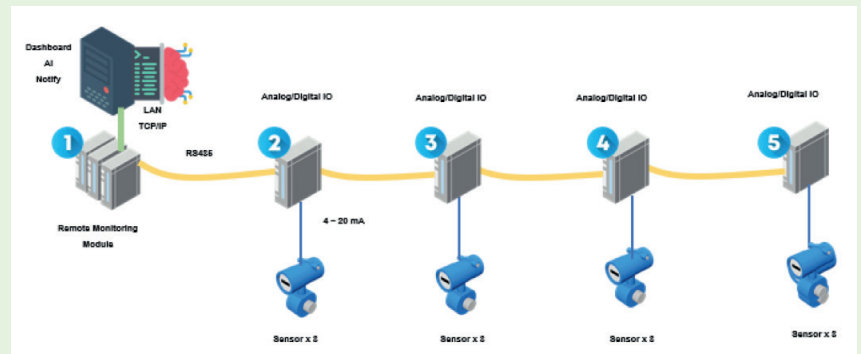 Dashboard
AI
Notify
LAN
TCP/IP
Analog/Digital IO
Analog/Digital IO
Analog/Digital IO
Analog/Digital IO
1
RS485
2
3
4
5
Remote Monitoring
Module
4 – 20 mA
Sensor x 8
Sensor x 8
Sensor x 8
Sensor x 8